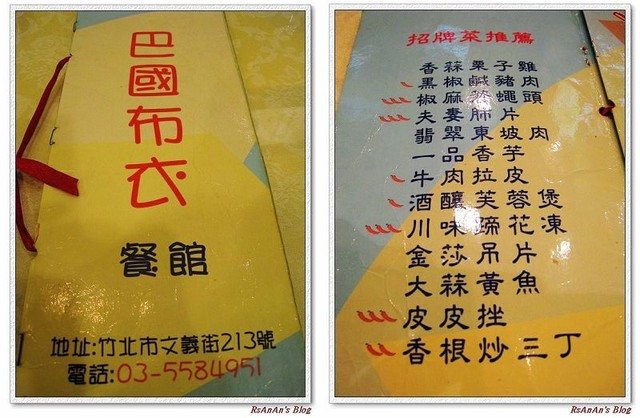 巴國布衣
餐館
地址:竹北市文義街213號
電話:03-5584951
RsAnAn's Blog
招牌菜推薦
香蒜栗子雞
黑椒鹹豬肉
椒麻蠅頭
夫妻肺片
翡翠東坡肉
一品香芋
牛肉拉皮
酒釀芙蓉煲
川味蹄花凍
金莎吊片
大蒜黃魚
皮皮挫
香根炒三丁
RsAnAn's Blog